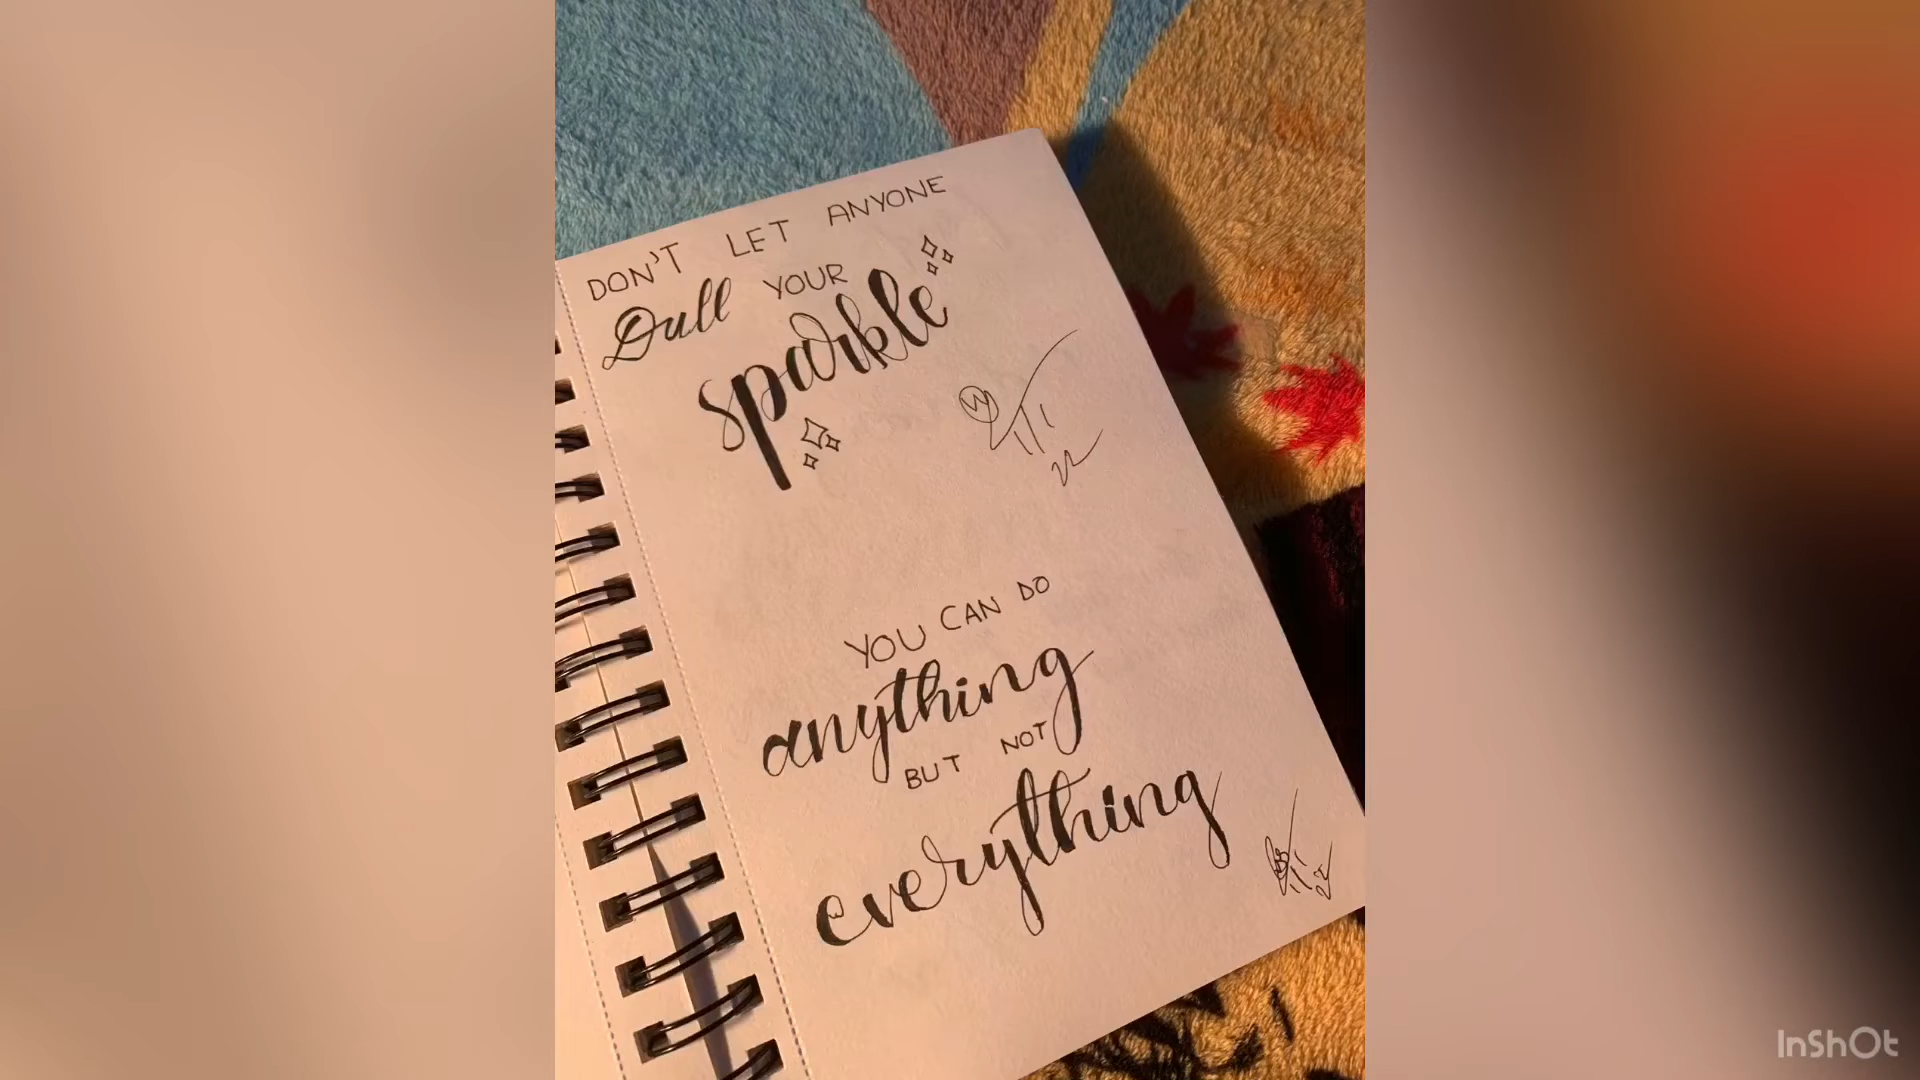 DON'T LET ANYONE
Dull YOUR
sparkle
YOU CAN DO
anything
BUT NOT
everything
InShOt